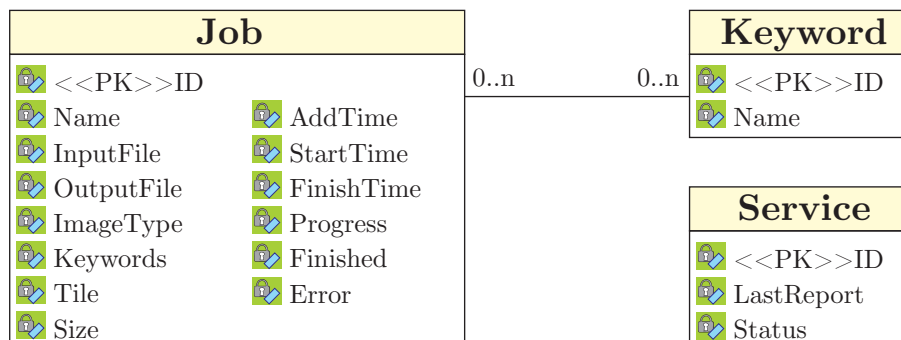 Job
<<PK>>ID
Name
InputFile
OutputFile
ImageType
Keywords
Tile
Size
AddTime
StartTime
FinishTime
Progress
Finished
Error
0..n
0..n
Keyword
<<PK>>ID
Name
Service
<<PK>>ID
LastReport
Status